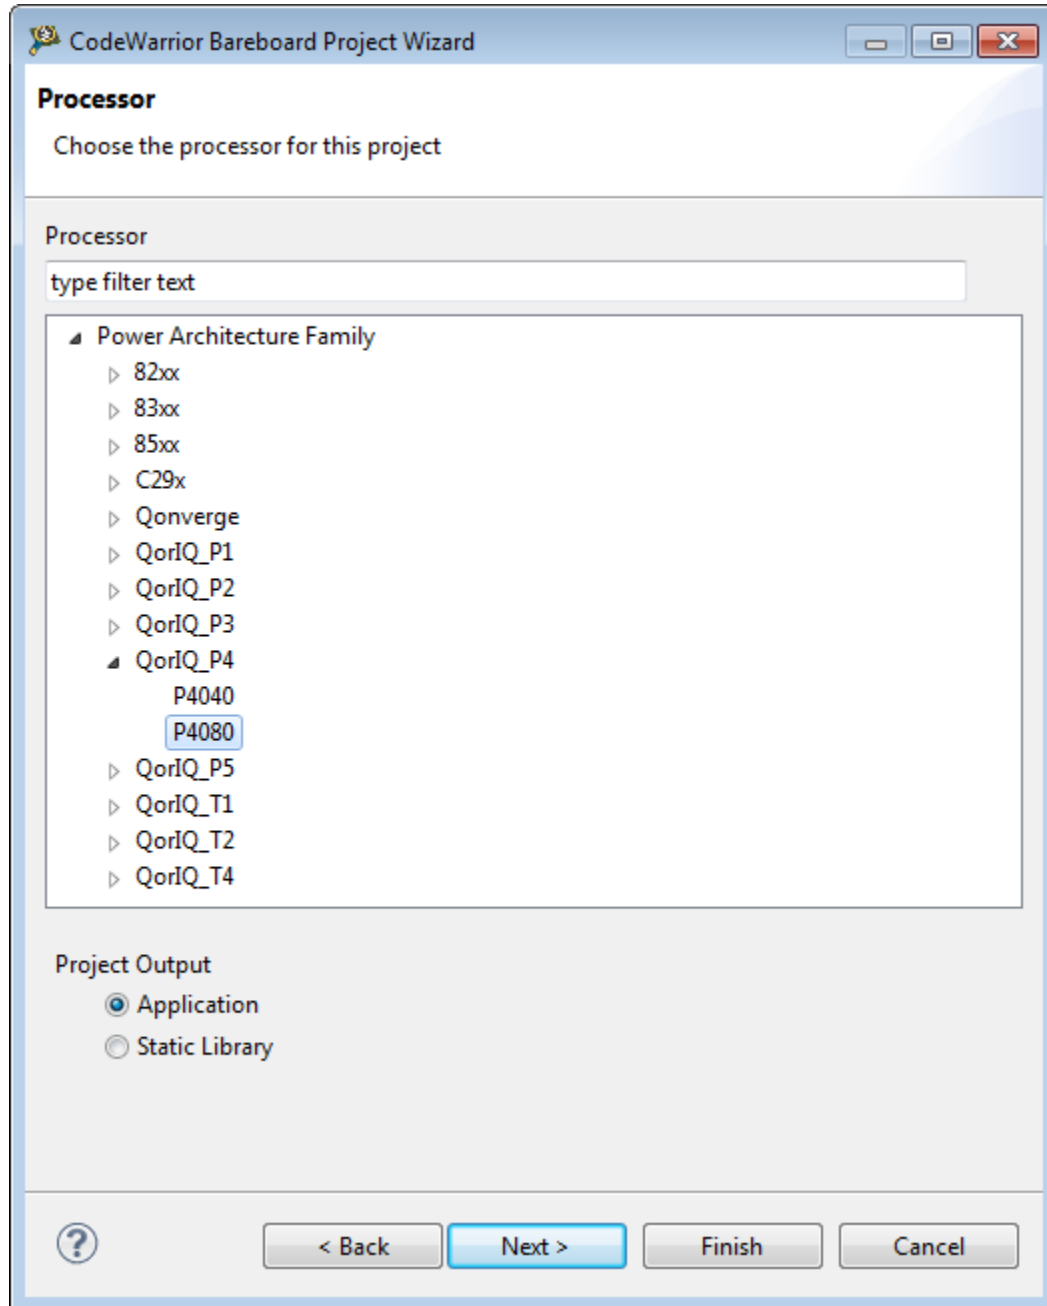 CodeWarrior Bareboard Project Wizard
Processor
Choose the processor for this project
Processor
type filter text
Power Architecture Family
82xx
83xx
85xx
C29x
Qonverge
QorIQ_P1
QorIQ_P2
QorIQ_P3
QorIQ_P4
P4040
P4080
QorIQ_P5
QorIQ_T1
QorIQ_T2
QorIQ_T4
Project Output
Application
Static Library
? < Back Next > Finish Cancel